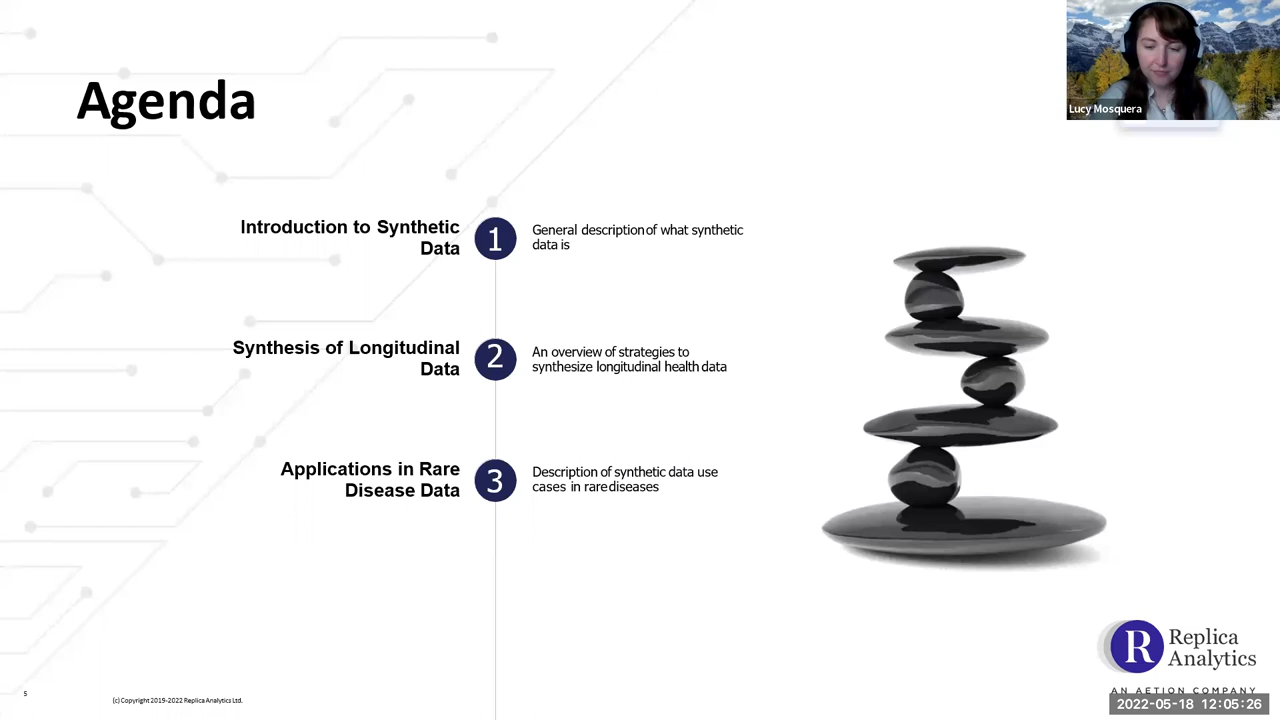 Agenda
Lucy Mosquera
Introduction to Synthetic
Data
1
General description of what synthetic
data is
Synthesis of Longitudinal
Data
2
An overview of strategies to
synthesize longitudinal health data
Applications in Rare
Disease Data
3
Description of synthetic data use
cases in rare diseases
R
Replica
Analytics
AN AETION COMPANY
5
(c) Copyright 2019-2022 Replica Analytics Ltd.
2022-05-18 12:05:26